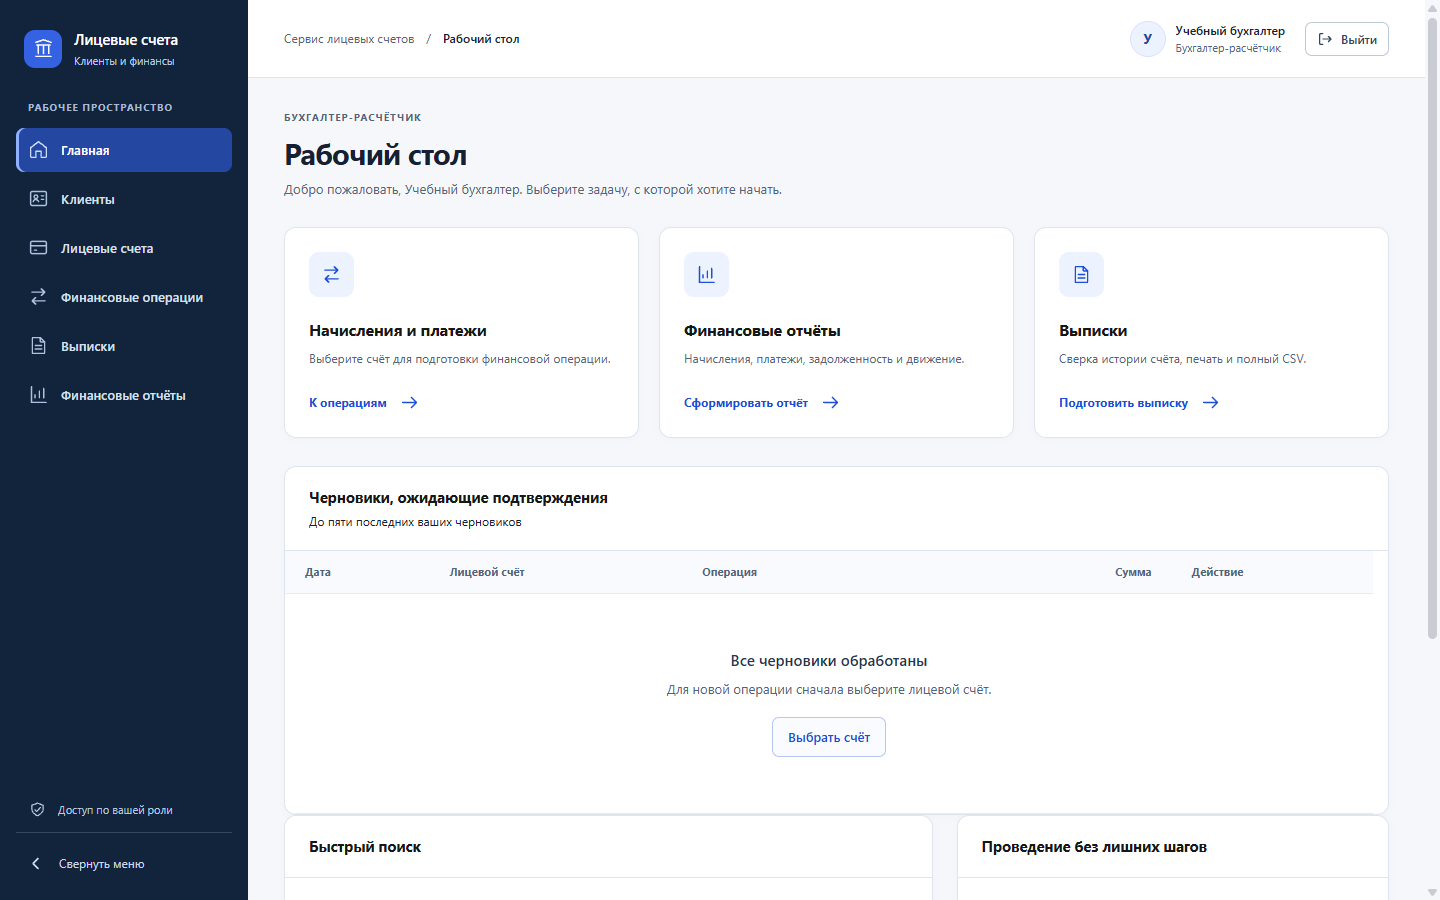 Лицевые счета
Клиенты и финансы
РАБОЧЕЕ ПРОСТРАНСТВО
Главная
Клиенты
Лицевые счета
Финансовые операции
Выписки
Финансовые отчёты
Доступ по вашей роли
Свернуть меню
Сервис лицевых счетов / Рабочий стол
У
Учебный бухгалтер
Бухгалтер-расчётчик
Выйти
БУХГАЛТЕР-РАСЧЁТЧИК
Рабочий стол
Добро пожаловать, Учебный бухгалтер. Выберите задачу, с которой хотите начать.
Начисления и платежи
Выберите счёт для подготовки финансовой операции.
К операциям
Финансовые отчёты
Начисления, платежи, задолженность и движение.
Сформировать отчёт
Выписки
Сверка истории счёта, печать и полный CSV.
Подготовить выписку
Черновики, ожидающие подтверждения
До пяти последних ваших черновиков
Дата Лицевой счёт Операция Сумма Действие
Все черновики обработаны
Для новой операции сначала выберите лицевой счёт.
Выбрать счёт
Быстрый поиск
Проведение без лишних шагов